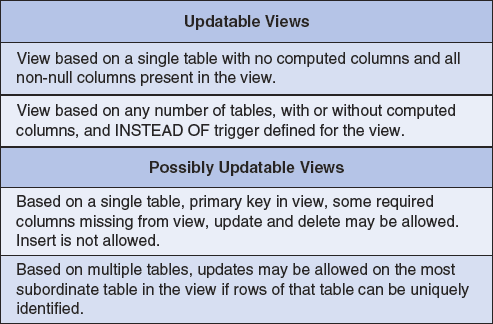 Updatable Views
View based on a single table with no computed columns and all
non-null columns present in the view.
View based on any number of tables, with or without computed
columns, and INSTEAD OF trigger defined for the view.
Possibly Updatable Views
Based on a single table, primary key in view, some required
columns missing from view, update and delete may be allowed.
Insert is not allowed.
Based on multiple tables, updates may be allowed on the most
subordinate table in the view if rows of that table can be uniquely
identified.